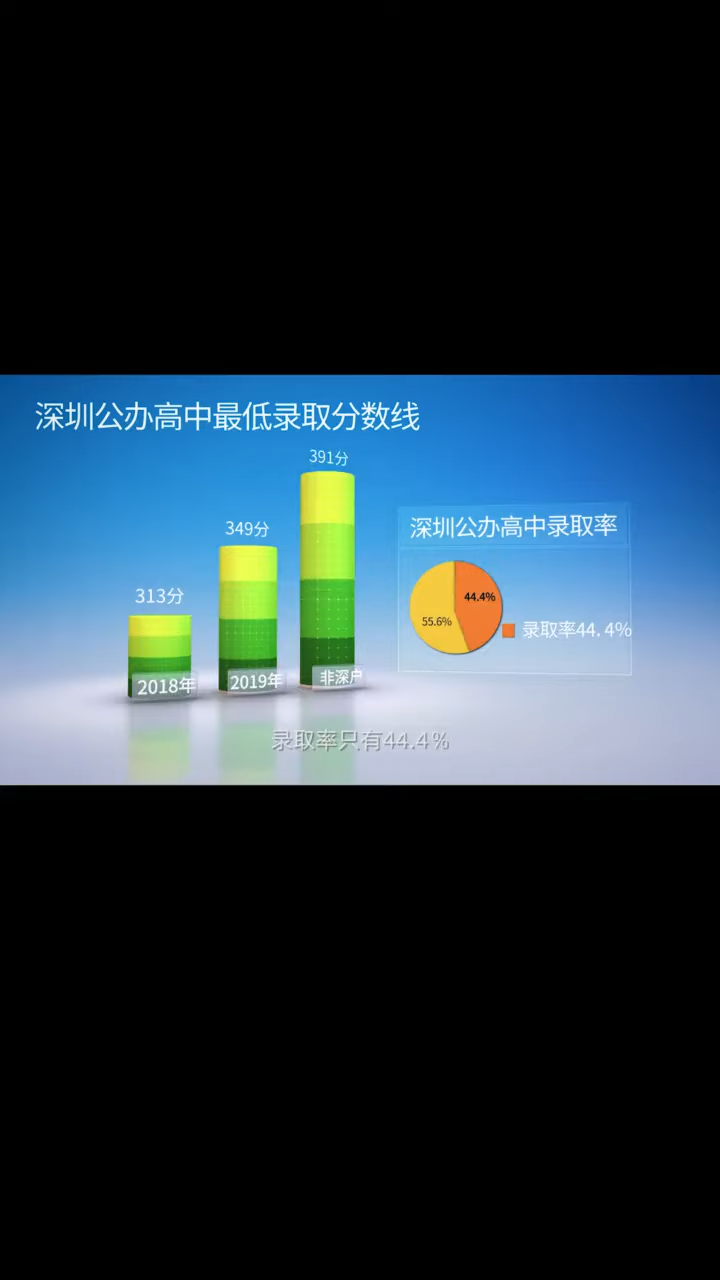 深圳公办高中最低录取分数线
391分
349分
313分
2018年
2019年
非深户
深圳公办高中录取率
44.4%
55.6%
录取率44.4%
录取率只有44.4%